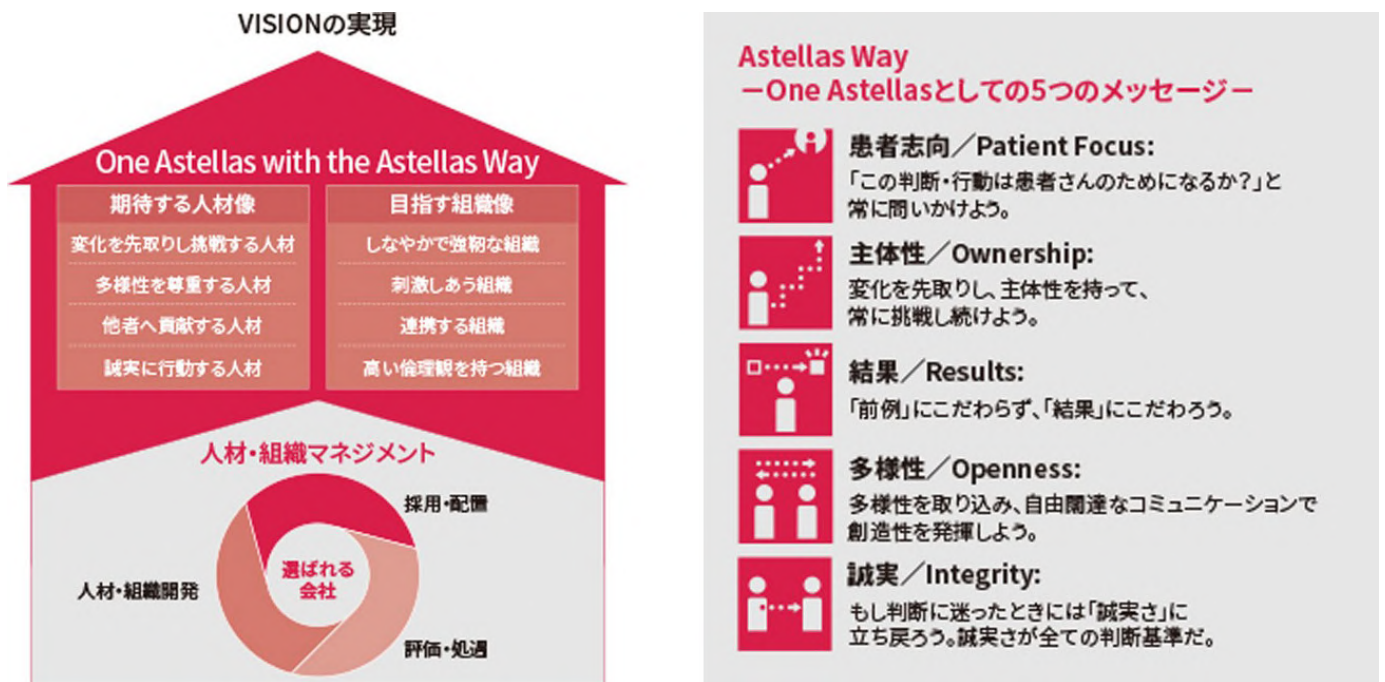 VISIONの実現
One Astellas with the Astellas Way
期待する人材像
変化を先取りし挑戦する人材
多様性を尊重する人材
他者へ貢献する人材
誠実に行動する人材
目指す組織像
しなやかで強靭な組織
刺激しあう組織
連携する組織
高い倫理観を持つ組織
人材・組織マネジメント
採用・配置
選ばれる
会社
人材・組織開発
評価・処遇
Astellas Way
－One Astellasとしての5つのメッセージ－
患者志向／Patient Focus:
「この判断・行動は患者さんのためになるか？」と
常に問いかけよう。
主体性／Ownership:
変化を先取りし、主体性を持って、
常に挑戦し続けよう。
結果／Results:
「前例」にこだわらず、「結果」にこだわろう。
多様性／Openness:
多様性を取り込み、自由闊達なコミュニケーションで
創造性を発揮しよう。
誠実／Integrity:
もし判断に迷ったときには「誠実さ」に
立ち戻ろう。誠実さが全ての判断基準だ。